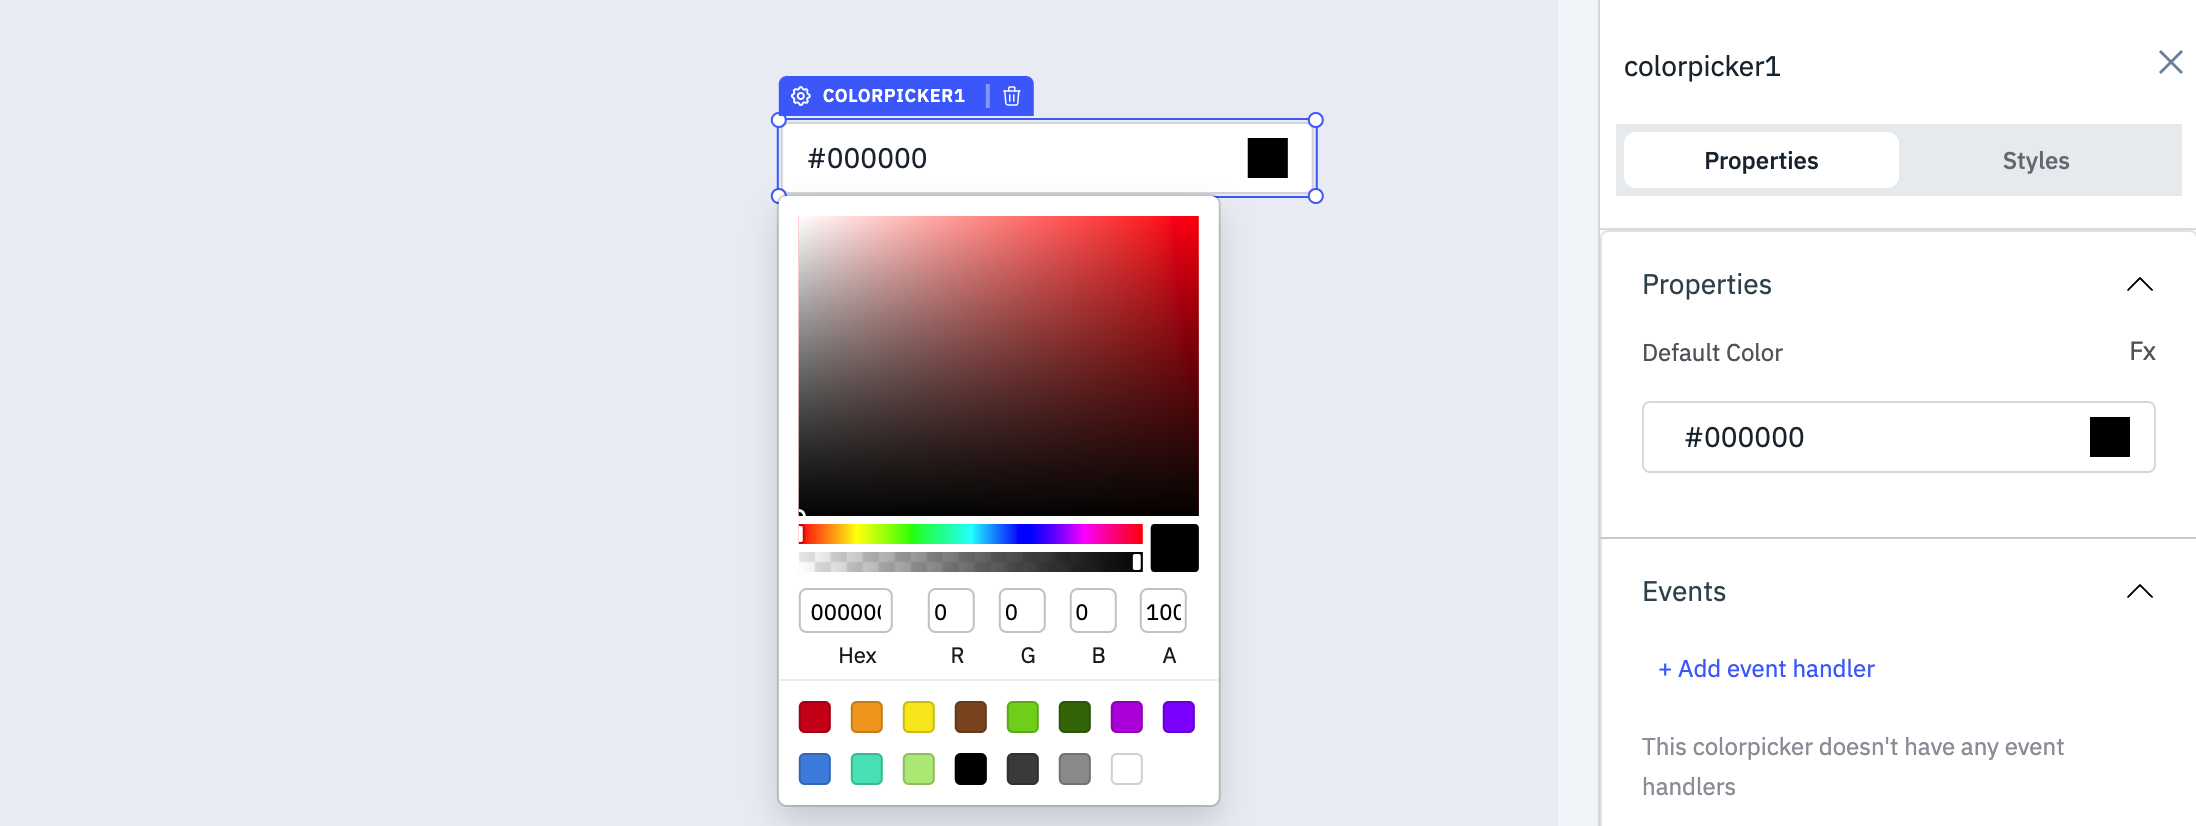 COLORPICKER1
#000000
000000
0
0
0
100
Hex
R
G
B
A
colorpicker1
Properties
Styles
Properties
Default Color
Fx
#000000
Events
+ Add event handler
This colorpicker doesn't have any event
handlers